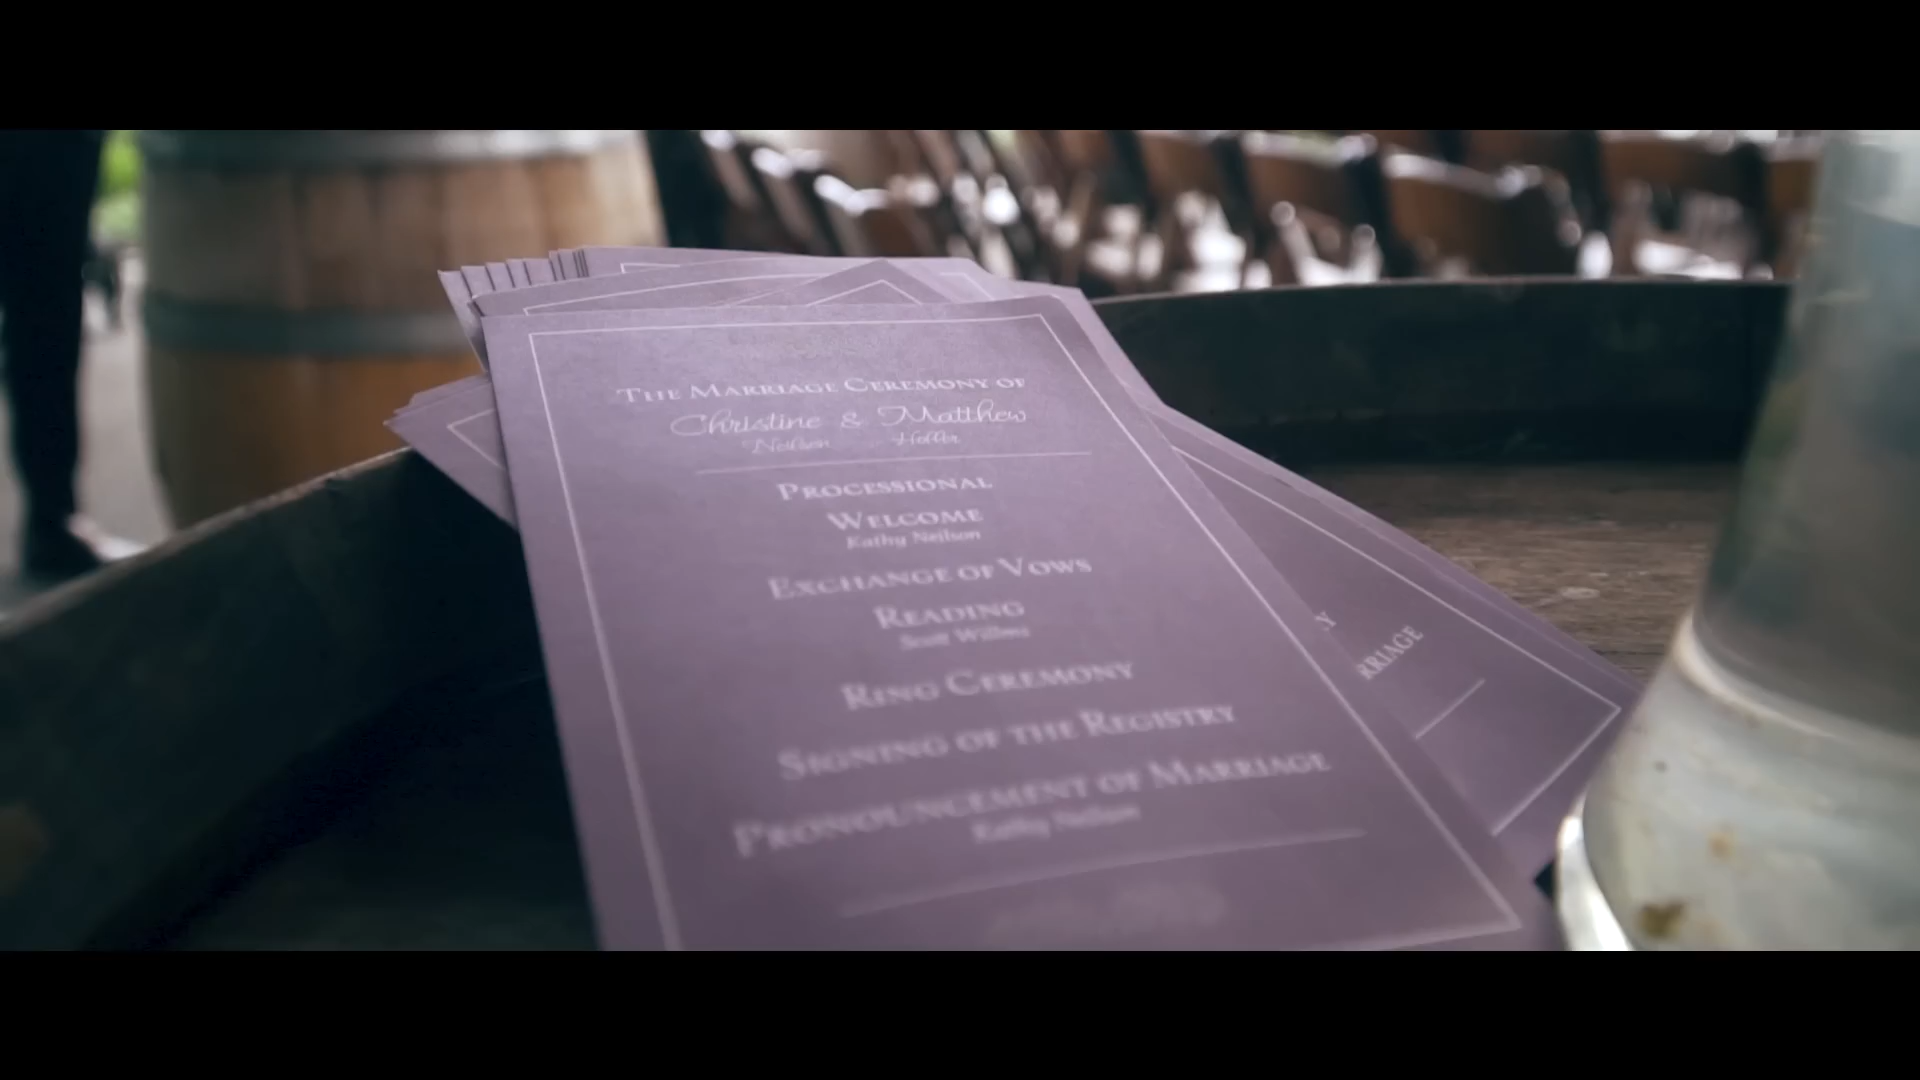 The Marriage Ceremony of
Christine & Matthew
Neilson
Processional
Welcome
Kathy Neilson
Exchange of Vows
Reading
Scott
Ring Ceremony
Signing of the Registry
Pronouncement of Marriage
Kathy Neilson